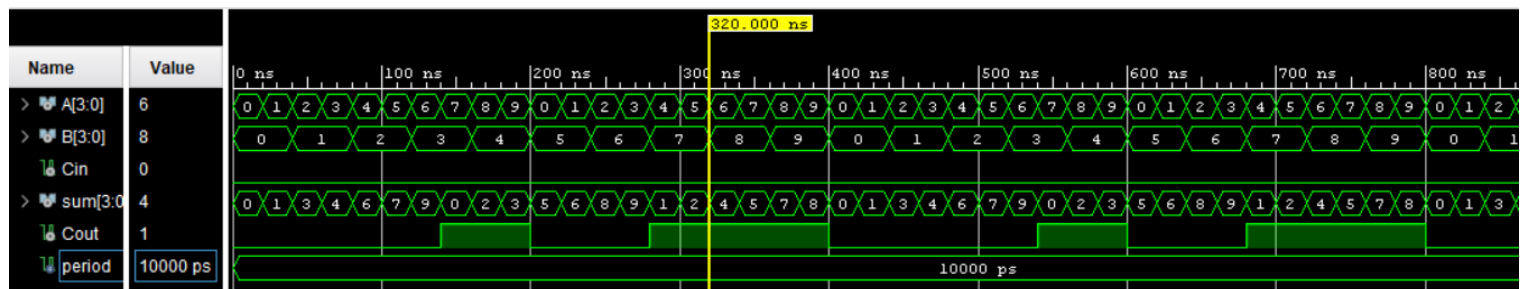 320.000 ns
Name Value 0 ns 100 ns 200 ns 300 ns 400 ns 500 ns 600 ns 700 ns 800 ns
A[3:0] 6 0 1 2 3 4 5 6 7 8 9 0 1 2 3 4 5 6 7 8 9 0 1 2 3 4 5 6 7 8 9 0 1 2 3 4 5 6 7 8 9 0 1 2
B[3:0] 8 0 1 2 3 4 5 6 7 8 9 0 1 2 3 4 5 6 7 8 9 0 1
Cin 0
sum[3:0 4 0 1 3 4 6 7 9 0 2 3 5 6 8 9 1 2 4 5 7 8 0 1 3 4 6 7 9 0 2 3 5 6 8 9 1 2 4 5 7 8 0 1 3
Cout 1
period 10000 ps 10000 ps